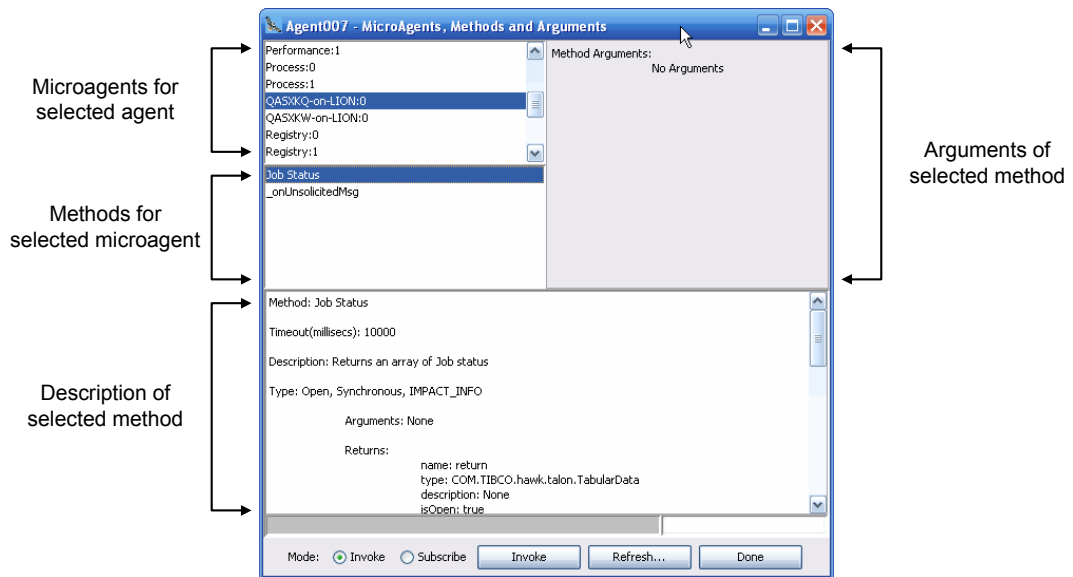 Agent007 - MicroAgents, Methods and Arguments
Performance:1
Process:0
Process:1
QASXKQ-on-LION:0
QASXKW-on-LION:0
Registry:0
Registry:1
Method Arguments:
No Arguments
Microagents for
selected agent
Job Status
_onUnsolicitedMsg
Methods for
selected microagent
Arguments of
selected method
Method: Job Status
Timeout(millisecs): 10000
Description: Returns an array of Job status
Type: Open, Synchronous, IMPACT_INFO
Arguments: None
Returns:
name: return
type: COM.TIBCO.hawk.talon.TabularData
description: None
isOpen: true
Description of
selected method
Mode: Invoke Subscribe Invoke Refresh... Done